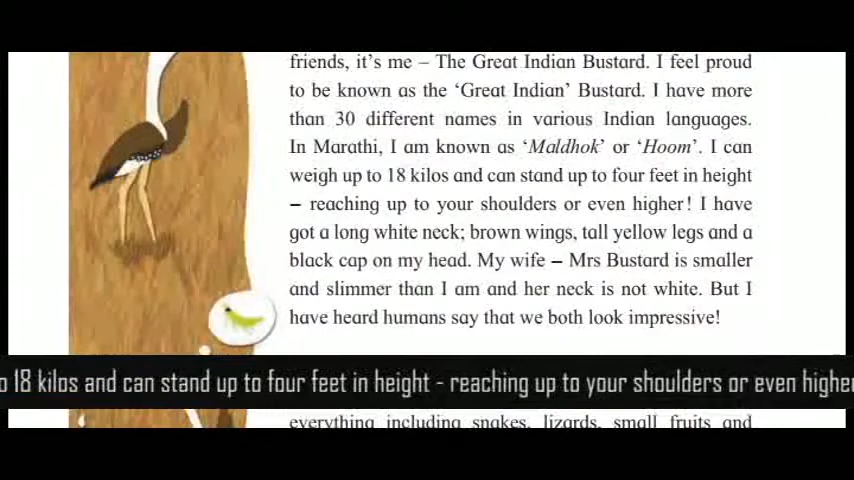 friends, it's me – The Great Indian Bustard. I feel proud
to be known as the 'Great Indian' Bustard. I have more
than 30 different names in various Indian languages.
In Marathi, I am known as 'Maldhok' or 'Hoom'. I can
weigh up to 18 kilos and can stand up to four feet in height
– reaching up to your shoulders or even higher! I have
got a long white neck; brown wings, tall yellow legs and a
black cap on my head. My wife – Mrs Bustard is smaller
and slimmer than I am and her neck is not white. But I
have heard humans say that we both look impressive!
18 kilos and can stand up to four feet in height - reaching up to your shoulders or even higher
everything including snakes, lizards, small fruits and